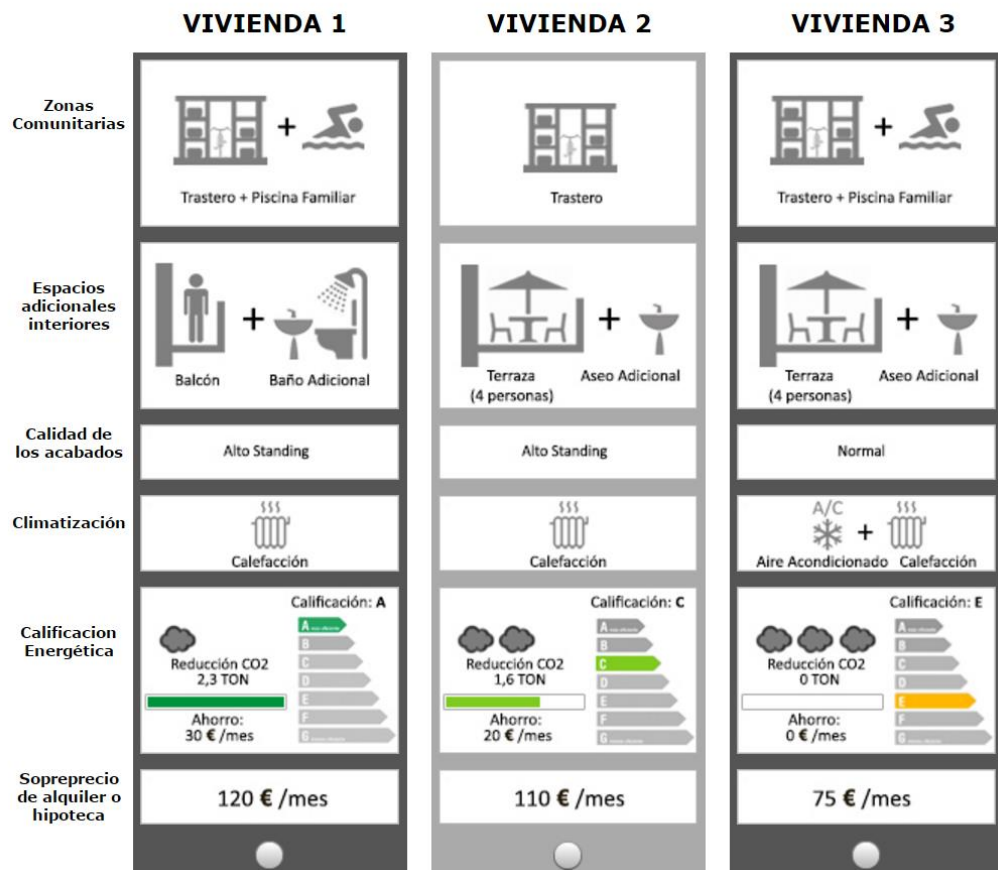 VIVIENDA 1
VIVIENDA 2
VIVIENDA 3
Zonas
Comunitarias
Trastero + Piscina Familiar
Trastero
Trastero + Piscina Familiar
Espacios
adicionales
interiores
Balcón
Baño Adicional
Terraza
(4 personas)
Aseo Adicional
Terraza
(4 personas)
Aseo Adicional
Calidad de
los acabados
Alto Standing
Alto Standing
Normal
Climatización
Calefacción
Calefacción
A/C
Aire Acondicionado
Calefacción
Calificacion
Energética
Calificación: A
A
B
C
D
E
F
G
Reducción CO2
2,3 TON
Ahorro:
30 €/mes
Calificación: C
A
B
C
D
E
F
G
Reducción CO2
1,6 TON
Ahorro:
20 €/mes
Calificación: E
A
B
C
D
E
F
G
Reducción CO2
0 TON
Ahorro:
0 €/mes
Sopreprecio
de alquiler o
hipoteca
120 €/mes
110 €/mes
75 €/mes